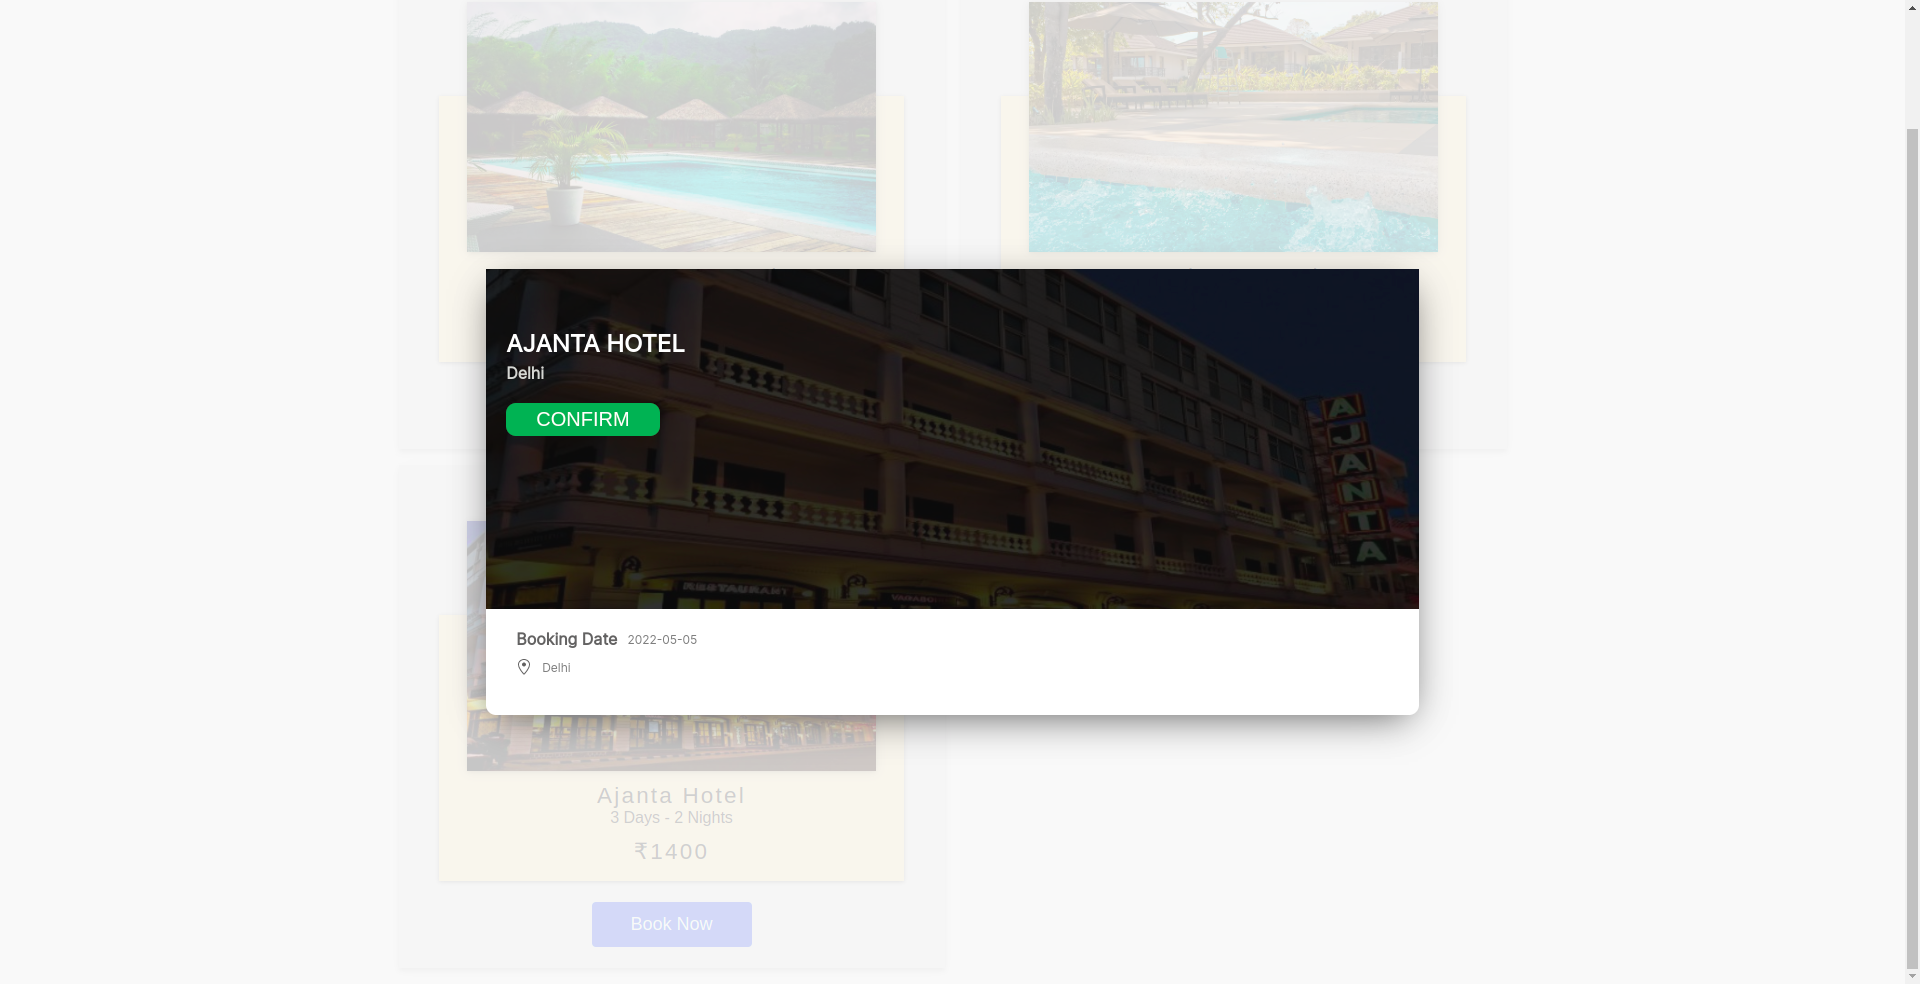 AJANTA HOTEL
Delhi
CONFIRM
AJANTA
RESTAURANT
Booking Date 2022-05-05
Delhi
Ajanta Hotel
3 Days - 2 Nights
₹1400
Book Now